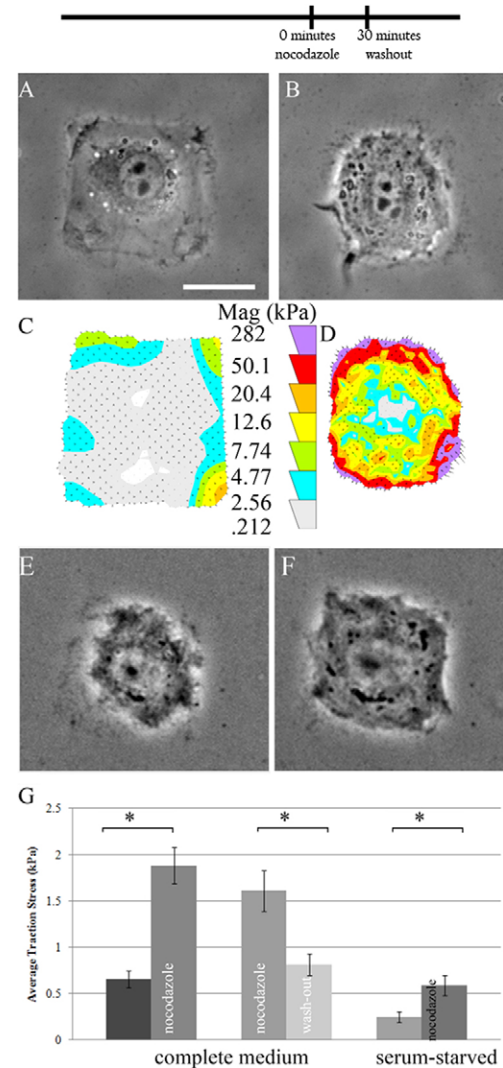 0 minutes 30 minutes
nocodazole washout
A B
C Mag (kPa) D
282
50.1
20.4
12.6
7.74
4.77
2.56
.212
E F
G
Average Traction Stress (kPa)
2.5
2
1.5
1
0.5
0
* * *
nocodazole
nocodazole
wash-out
nocodazole
complete medium serum-starved